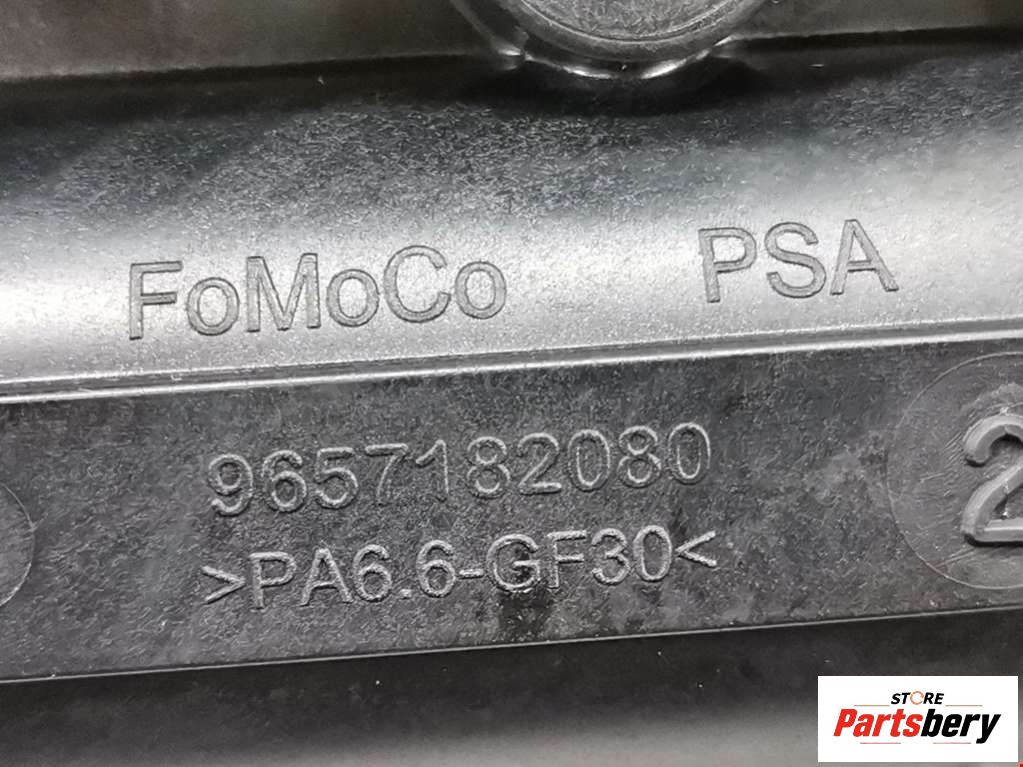 FoMoCo PSA
9657182080
>PA6.6-GF30<
2
STORE
Partsbery